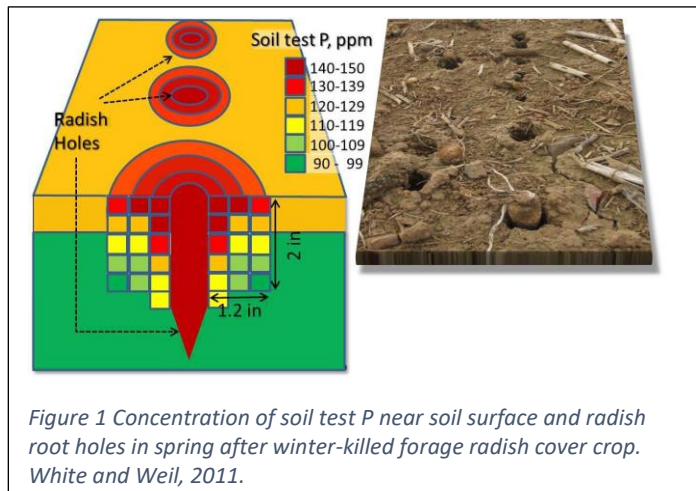 Soil test P, ppm
140-150
130-139
120-129
110-119
100-109
90 - 99
Radish
Holes
2 in
1.2 in
Figure 1 Concentration of soil test P near soil surface and radish
root holes in spring after winter-killed forage radish cover crop.
White and Weil, 2011.